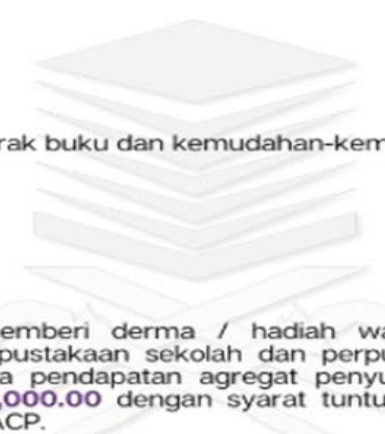 rak buku dan kemudahan-kem
emberi derma / hadiah wa
pustakaan sekolah dan perpu
a pendapatan agregat penyu
,000.00 dengan syarat tuntu
ACP.